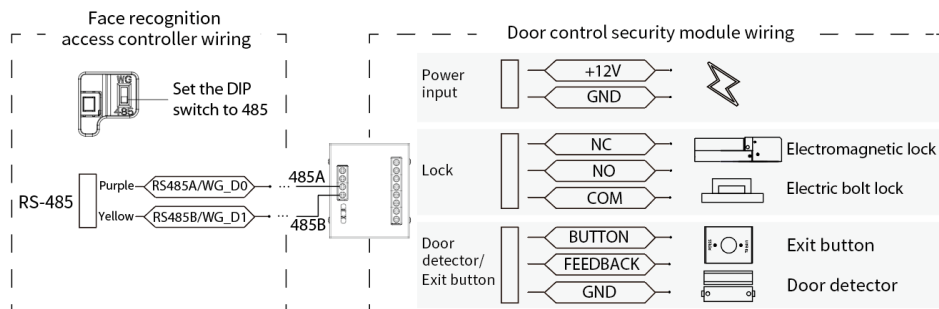 Face recognition
access controller wiring
WG
485
Set the DIP
switch to 485
RS-485
Purple
RS485A/WG_D0
...
485A
Yellow
RS485B/WG_D1
...
485B
Door control security module wiring
Power
input
+12V
GND
Lock
NC
NO
COM
Electromagnetic lock
Electric bolt lock
Door
detector/
Exit button
BUTTON
FEEDBACK
GND
Exit button
Door detector